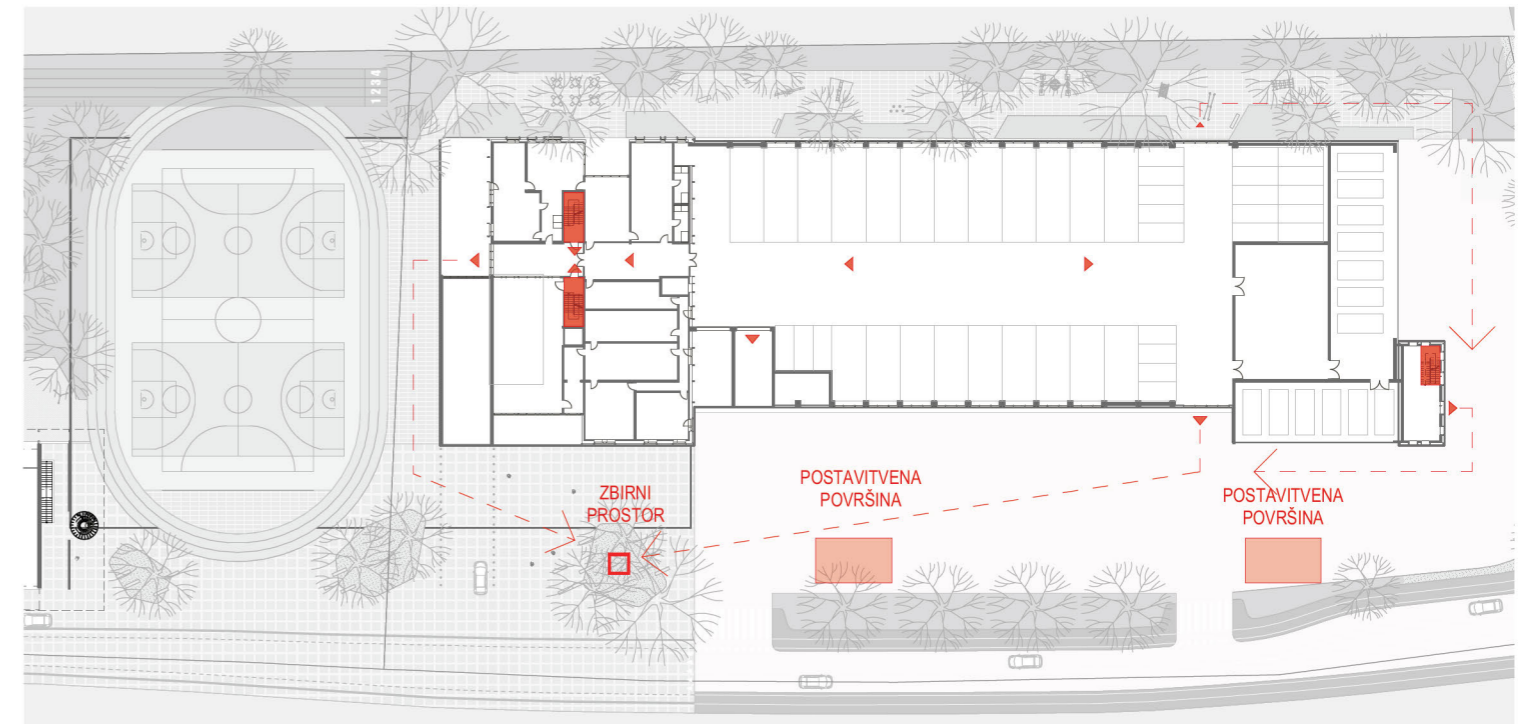 1 2 3 4
ZBIRNI
PROSTOR
POSTAVITVENA
POVRŠINA
POSTAVITVENA
POVRŠINA